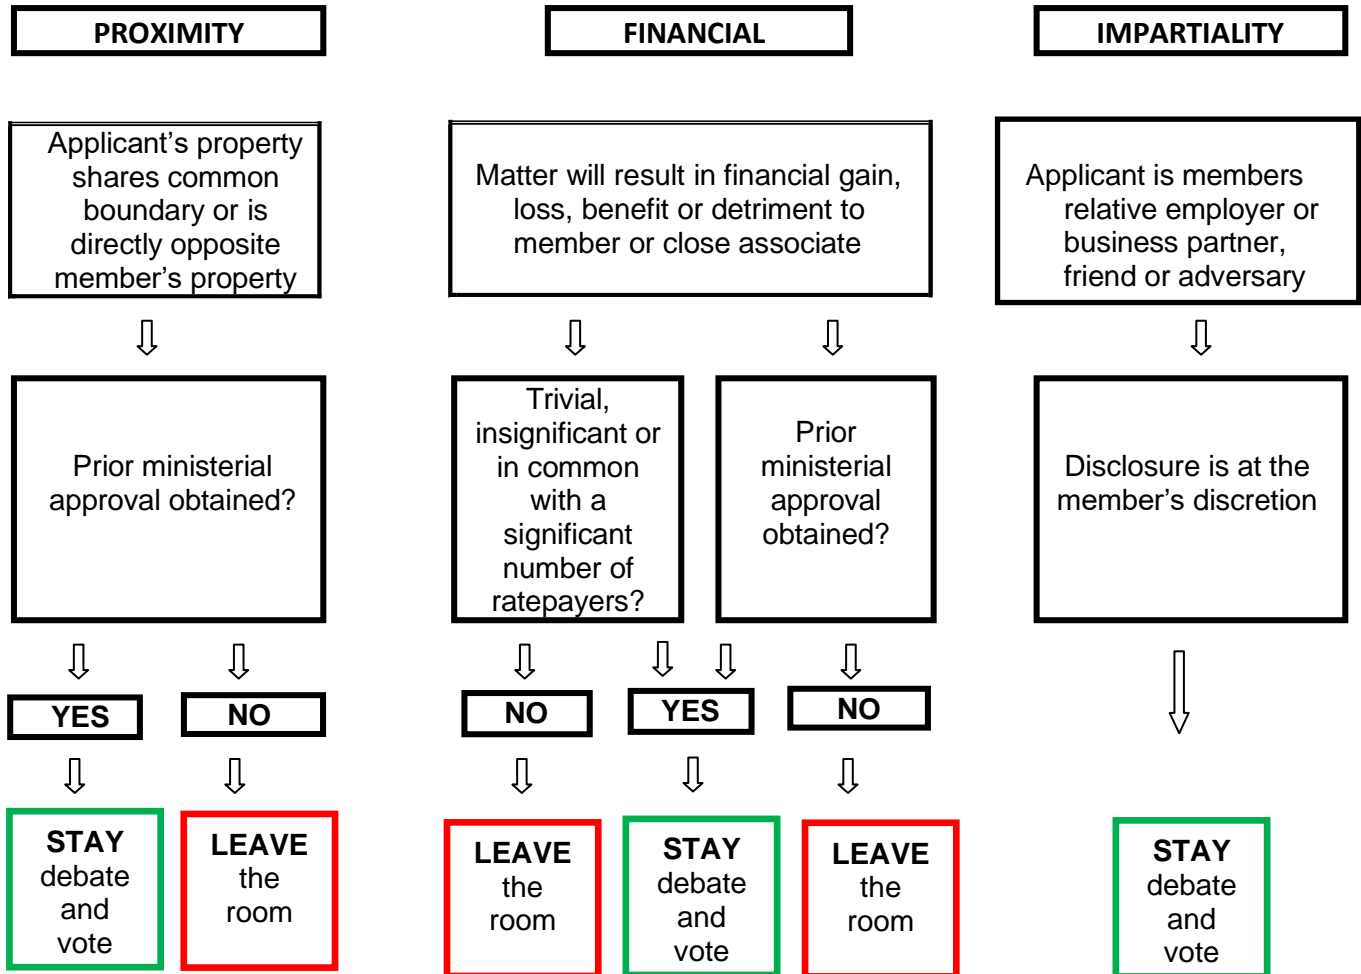 PROXIMITY
FINANCIAL
IMPARTIALITY
Applicant's property
shares common
boundary or is
directly opposite
member's property
Matter will result in financial gain,
loss, benefit or detriment to
member or close associate
Applicant is members
relative employer or
business partner,
friend or adversary
Prior ministerial
approval obtained?
Trivial,
insignificant or
in common
with a
significant
number of
ratepayers?
Prior
ministerial
approval
obtained?
Disclosure is at the
member's discretion
YES
NO
NO
YES
NO
STAY
debate
and
vote
LEAVE
the
room
LEAVE
the
room
STAY
debate
and
vote
LEAVE
the
room
STAY
debate
and
vote